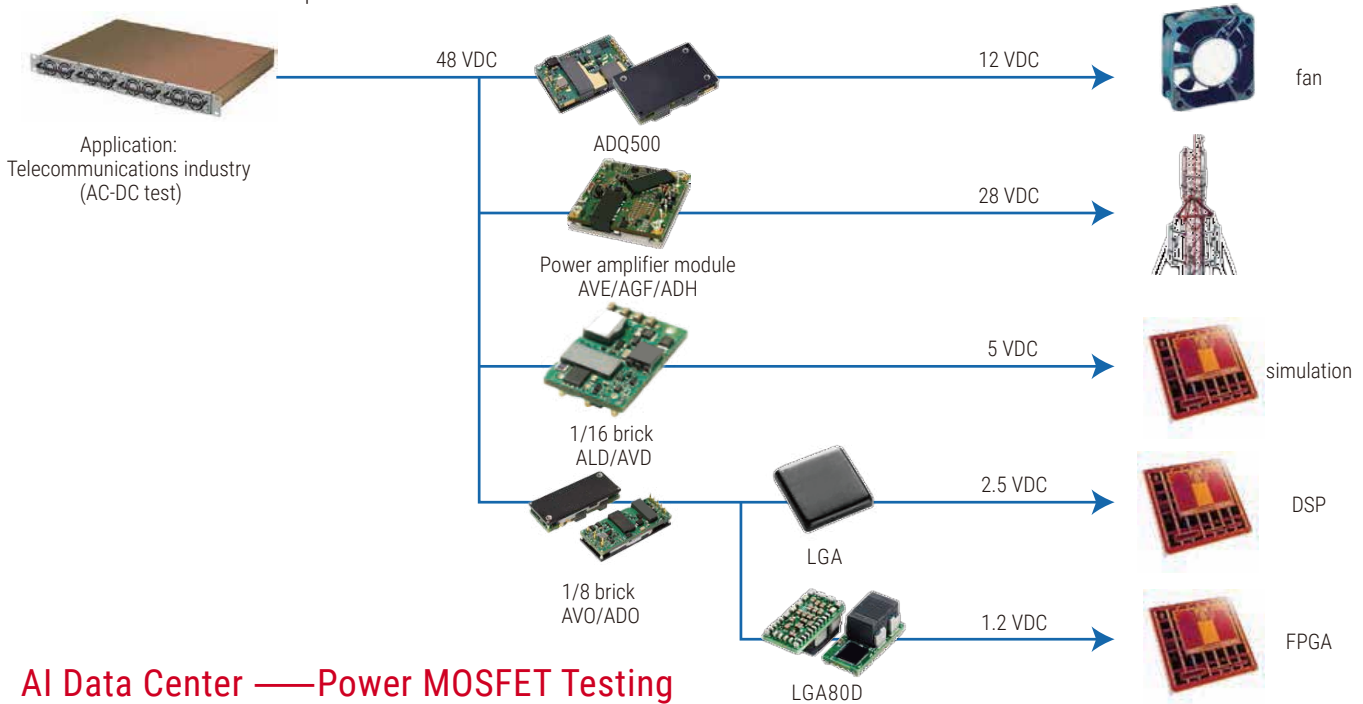 48 VDC
12 VDC
fan
Application:
Telecommunications industry
(AC-DC test)
ADQ500
28 VDC
Power amplifier module
AVE/AGF/ADH
5 VDC
simulation
1/16 brick
ALD/AVD
2.5 VDC
DSP
LGA
1/8 brick
AVO/ADO
1.2 VDC
FPGA
LGA80D
AI Data Center ——Power MOSFET Testing